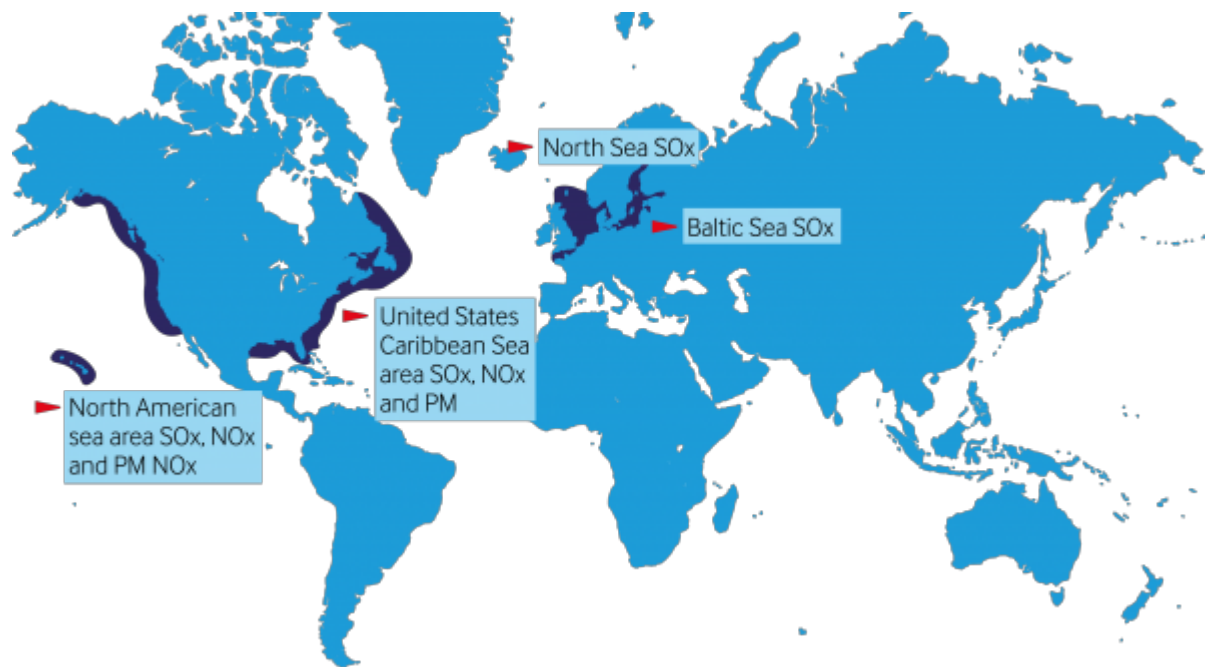 North Sea SOx
Baltic Sea SOx
United States
Caribbean Sea
area SOx, NOx
and PM
North American
sea area SOx, NOx
and PM NOx